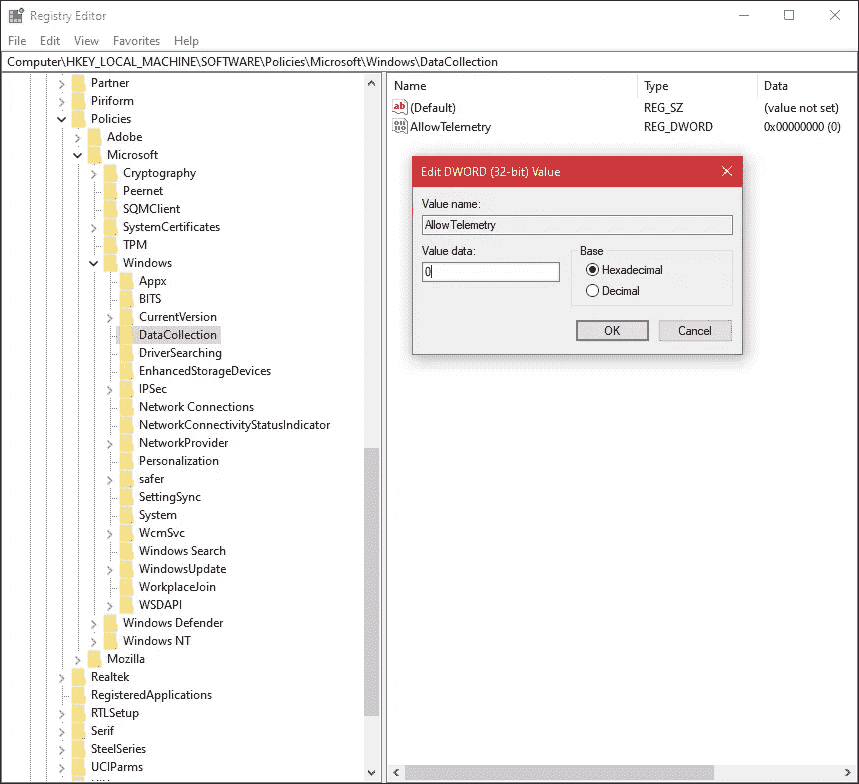 Registry Editor
File Edit View Favorites Help
Computer\HKEY_LOCAL_MACHINE\SOFTWARE\Policies\Microsoft\Windows\DataCollection
Partner
Piriform
Policies
Adobe
Microsoft
Cryptography
Peernet
SQMClient
SystemCertificates
TPM
Windows
Appx
BITS
CurrentVersion
DataCollection
DriverSearching
EnhancedStorageDevices
IPSec
Network Connections
NetworkConnectivityStatusIndicator
NetworkProvider
Personalization
safer
SettingSync
System
WcmSvc
Windows Search
WindowsUpdate
WorkplaceJoin
WSDAPI
Windows Defender
Windows NT
Mozilla
Realtek
RegisteredApplications
RTLSetup
Serif
SteelSeries
UCIParms
Name Type Data
ab (Default) REG_SZ (value not set)
AllowTelemetry REG_DWORD 0x00000000 (0)
Edit DWORD (32-bit) Value
Value name:
AllowTelemetry
Value data: Base
0 Hexadecimal
Decimal
OK Cancel